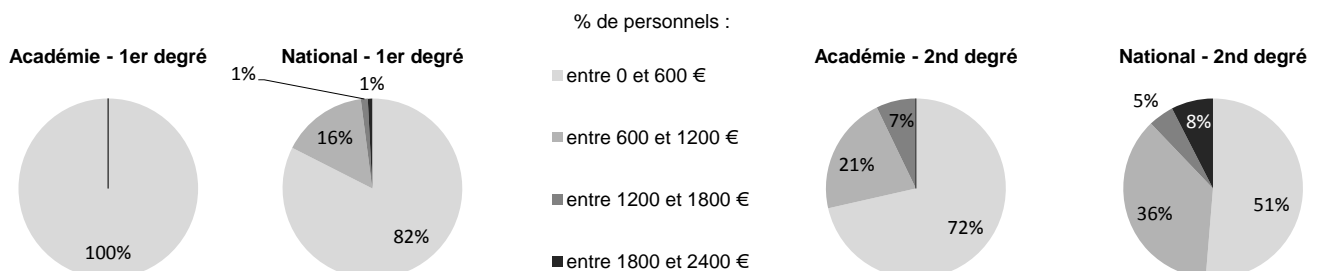 % de personnels :
Académie - 1er degré
100%
National - 1er degré
1%
1%
16%
82%
entre 0 et 600 €
entre 600 et 1200 €
entre 1200 et 1800 €
entre 1800 et 2400 €
Académie - 2nd degré
7%
21%
72%
National - 2nd degré
5%
8%
36%
51%